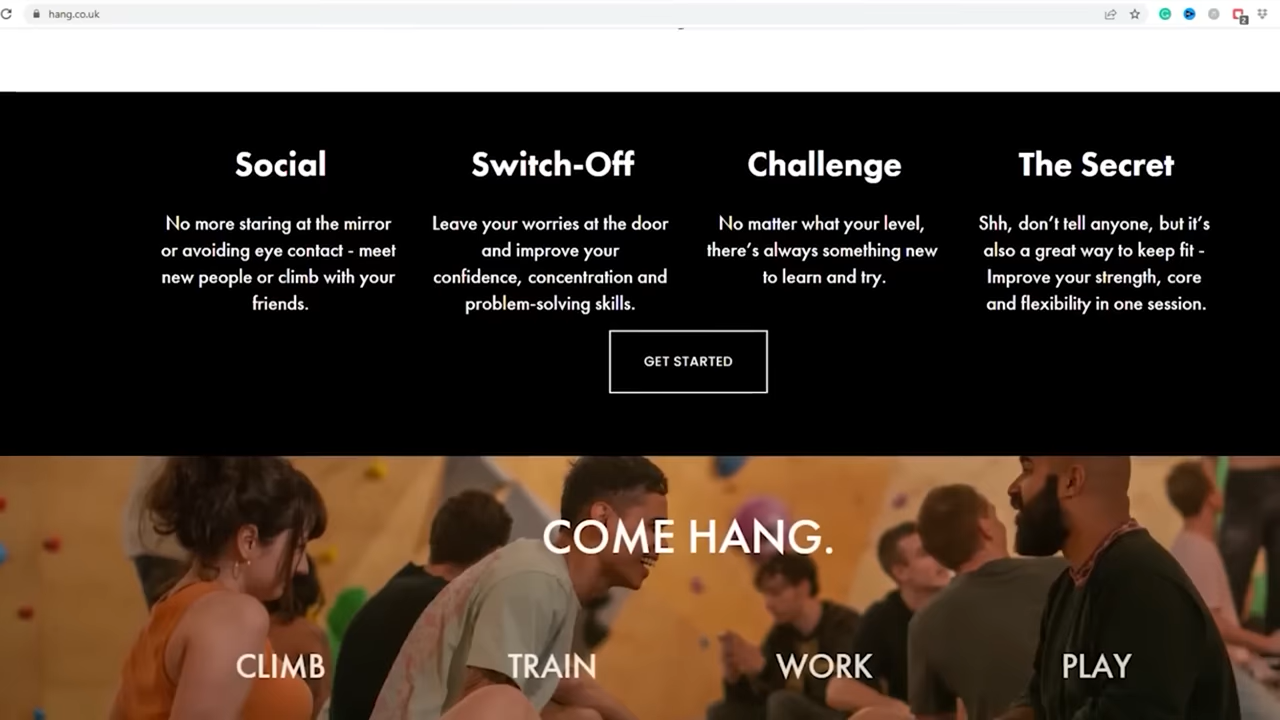 hang.co.uk
2
Social
No more staring at the mirror
or avoiding eye contact - meet
new people or climb with your
friends.
Switch-Off
Leave your worries at the door
and improve your
confidence, concentration and
problem-solving skills.
Challenge
No matter what your level,
there’s always something new
to learn and try.
The Secret
Shh, don’t tell anyone, but it’s
also a great way to keep fit -
Improve your strength, core
and flexibility in one session.
GET STARTED
COME HANG.
CLIMB
TRAIN
WORK
PLAY